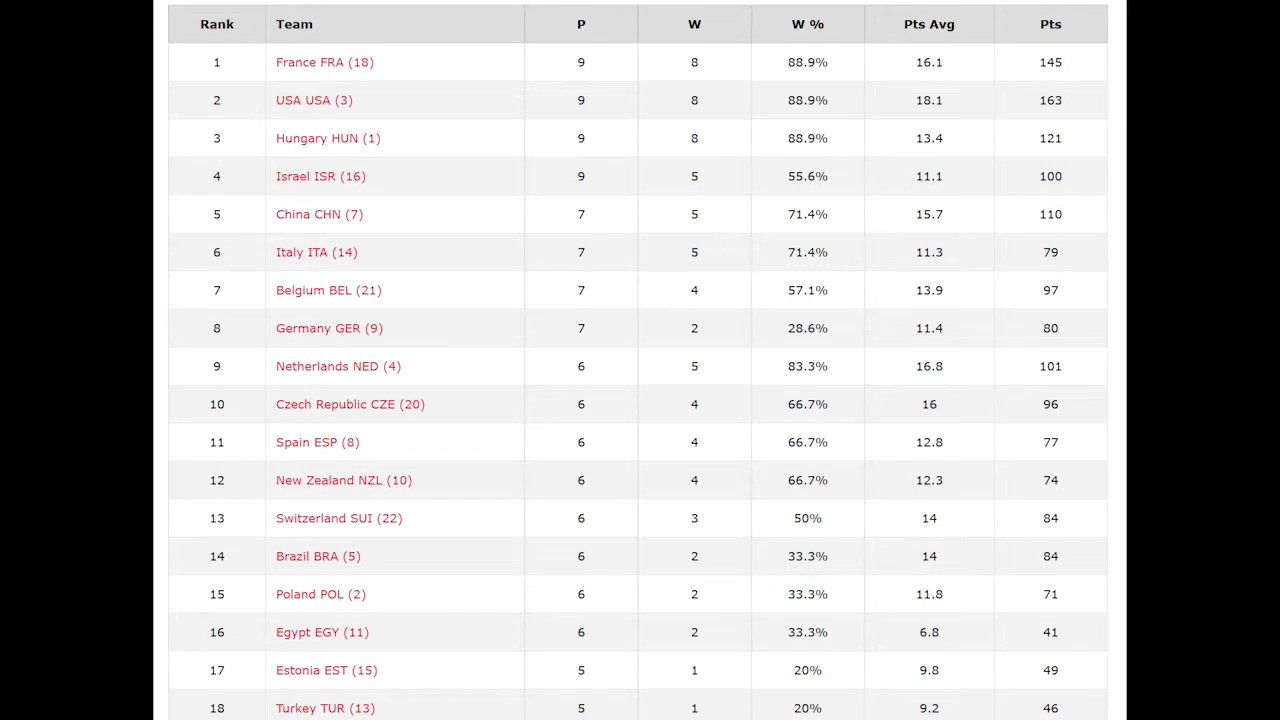 Rank Team P W W % Pts Avg Pts
1 France FRA (18) 9 8 88.9% 16.1 145
2 USA USA (3) 9 8 88.9% 18.1 163
3 Hungary HUN (1) 9 8 88.9% 13.4 121
4 Israel ISR (16) 9 5 55.6% 11.1 100
5 China CHN (7) 7 5 71.4% 15.7 110
6 Italy ITA (14) 7 5 71.4% 11.3 79
7 Belgium BEL (21) 7 4 57.1% 13.9 97
8 Germany GER (9) 7 2 28.6% 11.4 80
9 Netherlands NED (4) 6 5 83.3% 16.8 101
10 Czech Republic CZE (20) 6 4 66.7% 16 96
11 Spain ESP (8) 6 4 66.7% 12.8 77
12 New Zealand NZL (10) 6 4 66.7% 12.3 74
13 Switzerland SUI (22) 6 3 50% 14 84
14 Brazil BRA (5) 6 2 33.3% 14 84
15 Poland POL (2) 6 2 33.3% 11.8 71
16 Egypt EGY (11) 6 2 33.3% 6.8 41
17 Estonia EST (15) 5 1 20% 9.8 49
18 Turkey TUR (13) 5 1 20% 9.2 46